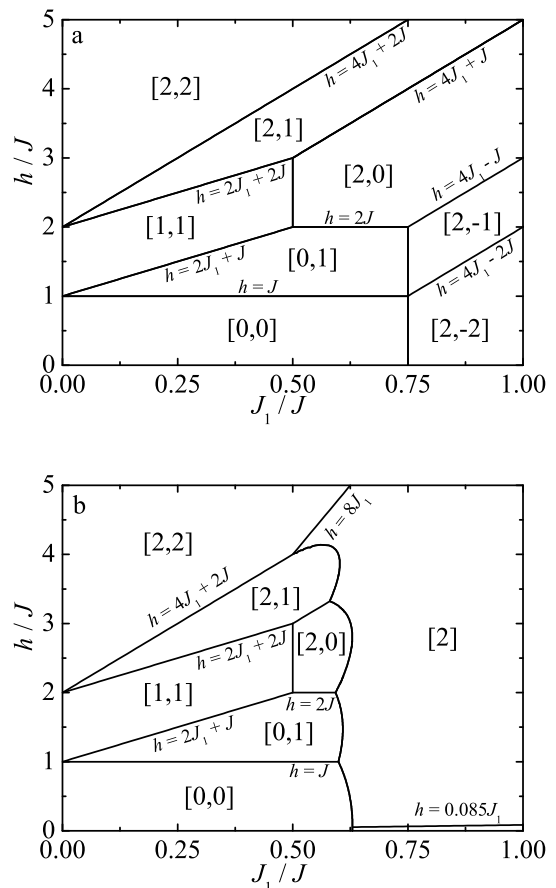 a
5
4
3
2
1
0
h / J
[2,2]
h = 4J₁ + 2J
[2,1]
h = 4J₁ + J
h = 2J₁ + 2J
[2,0]
h = 4J₁ - J
[1,1]
h = 2J
[2,-1]
h = 2J₁ + J
[0,1]
h = 4J₁ - 2J
h = J
[0,0]
[2,-2]
0.00 0.25 0.50 0.75 1.00
J₁ / J
b
5
4
3
2
1
0
h / J
h = 8J₁
[2,2]
h = 4J₁ + 2J
[2,1]
[2]
h = 2J₁ + 2J
[2,0]
[1,1]
h = 2J
h = 2J₁ + J
[0,1]
h = J
[0,0]
h = 0.085J₁
0.00 0.25 0.50 0.75 1.00
J₁ / J